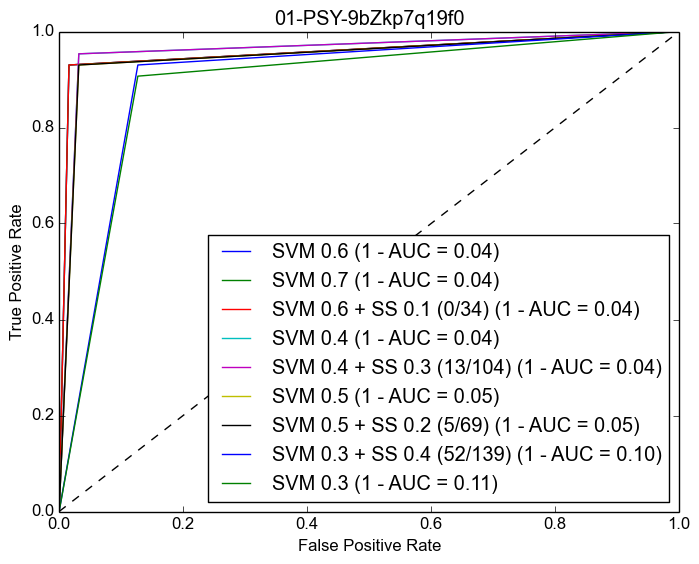 01-PSY-9bZkp7q19f0
1.0
0.8
0.6
0.4
0.2
0.0
True Positive Rate
SVM 0.6 (1 - AUC = 0.04)
SVM 0.7 (1 - AUC = 0.04)
SVM 0.6 + SS 0.1 (0/34) (1 - AUC = 0.04)
SVM 0.4 (1 - AUC = 0.04)
SVM 0.4 + SS 0.3 (13/104) (1 - AUC = 0.04)
SVM 0.5 (1 - AUC = 0.05)
SVM 0.5 + SS 0.2 (5/69) (1 - AUC = 0.05)
SVM 0.3 + SS 0.4 (52/139) (1 - AUC = 0.10)
SVM 0.3 (1 - AUC = 0.11)
0.0 0.2 0.4 0.6 0.8 1.0
False Positive Rate